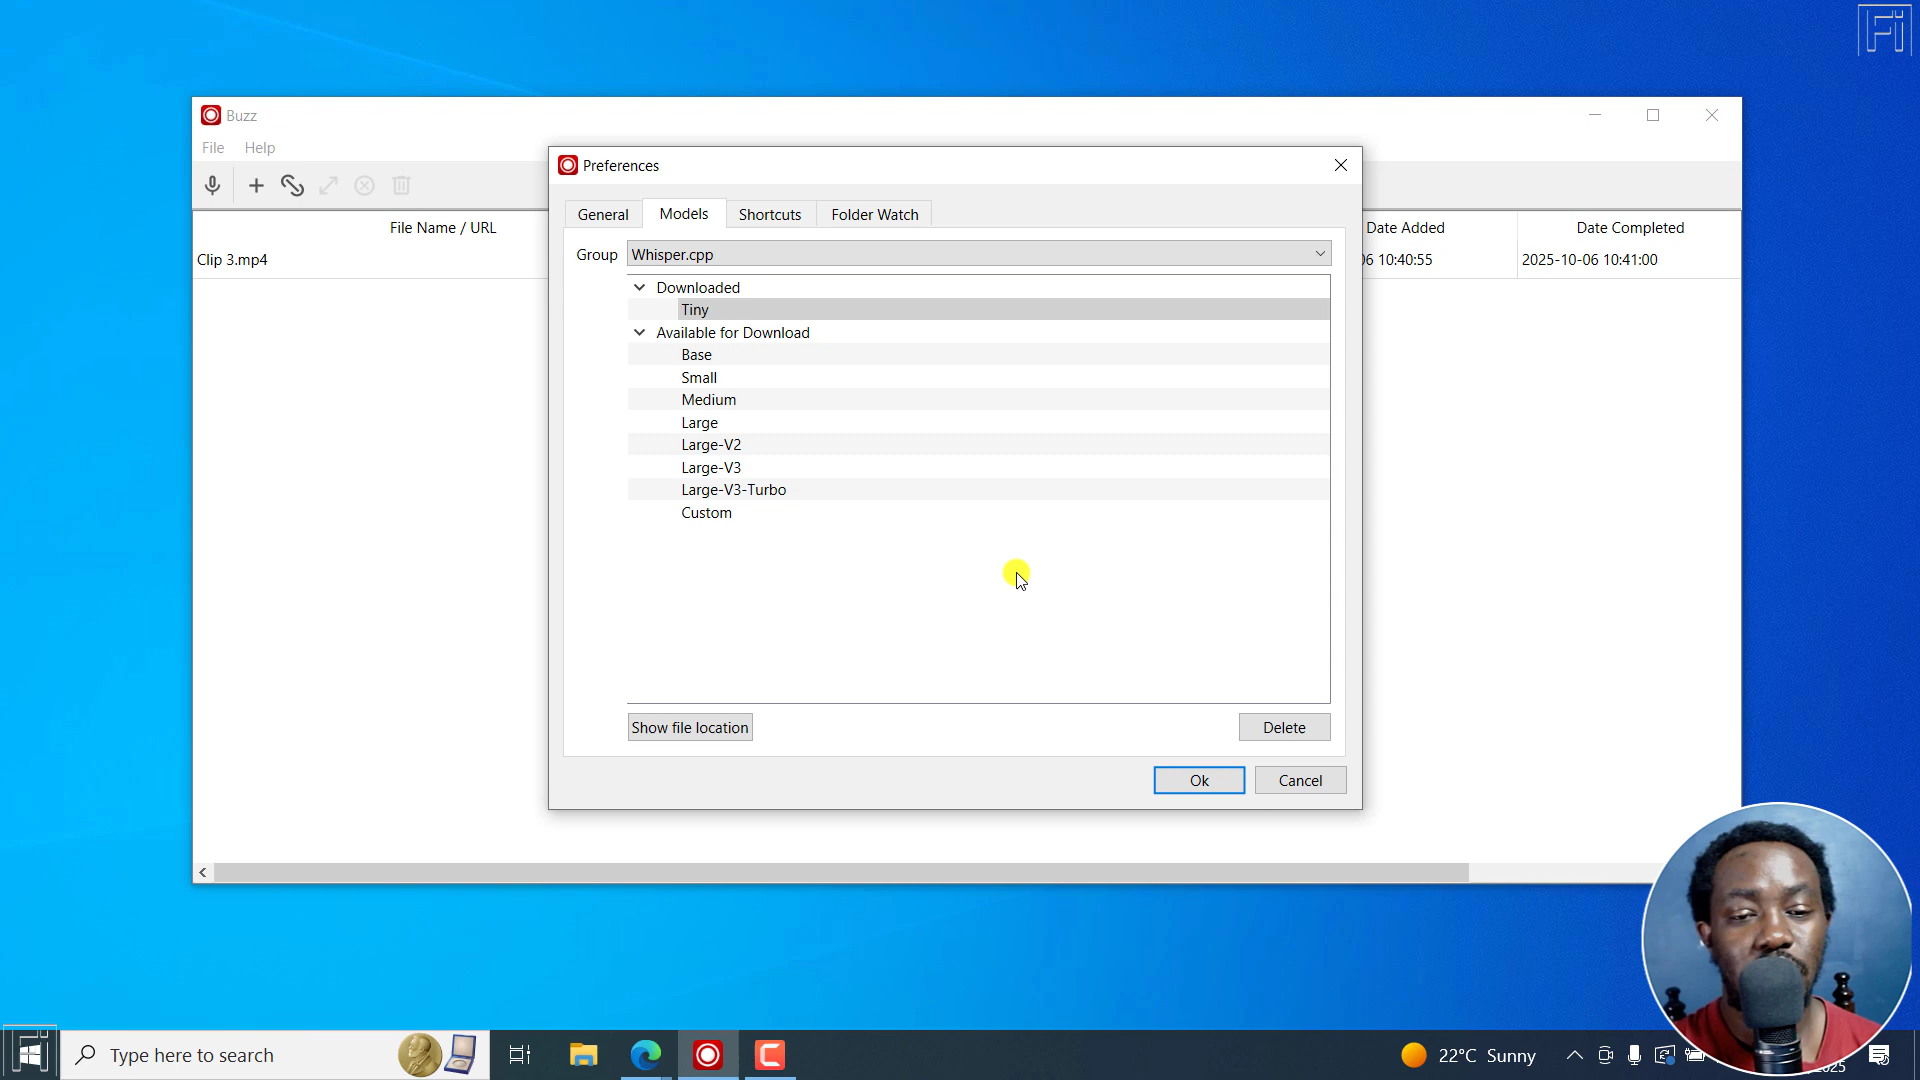 Fi
Buzz
File Help
Preferences
General Models Shortcuts Folder Watch
File Name / URL
Date Added
Date Completed
Group Whisper.cpp
Clip 3.mp4
06 10:40:55
2025-10-06 10:41:00
Downloaded
Tiny
Available for Download
Base
Small
Medium
Large
Large-V2
Large-V3
Large-V3-Turbo
Custom
Show file location
Delete
Ok
Cancel
Fi
Type here to search
22°C Sunny